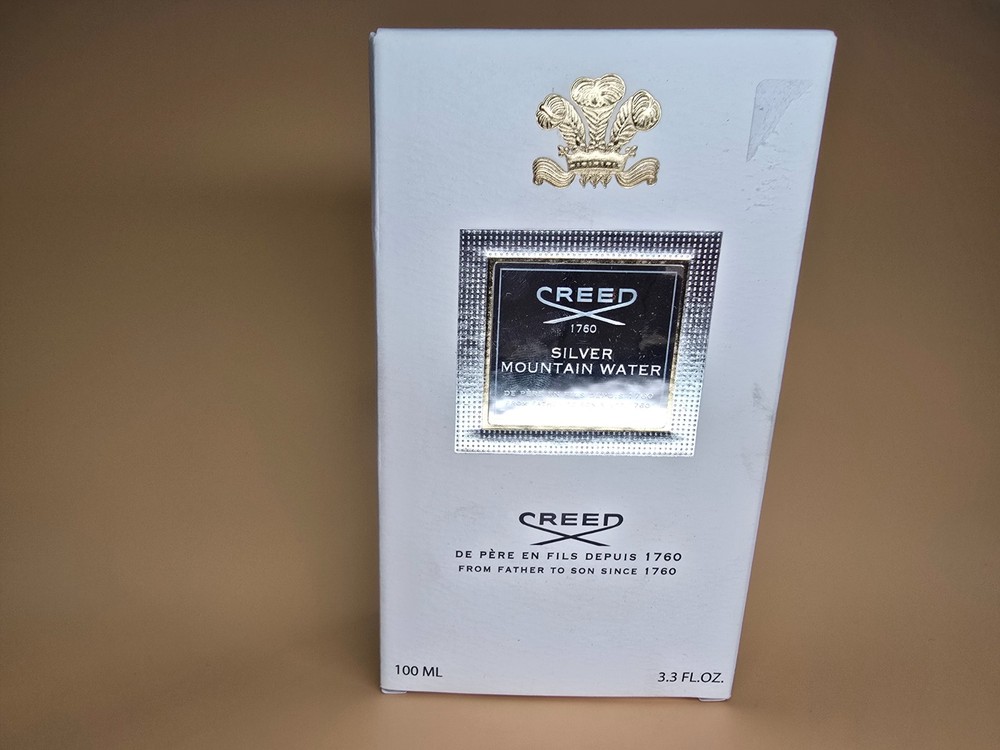 CREED
1760
SILVER
MOUNTAIN WATER
CREED
DE PÈRE EN FILS DEPUIS 1760
FROM FATHER TO SON SINCE 1760
100 ML
3.3 FL.OZ.